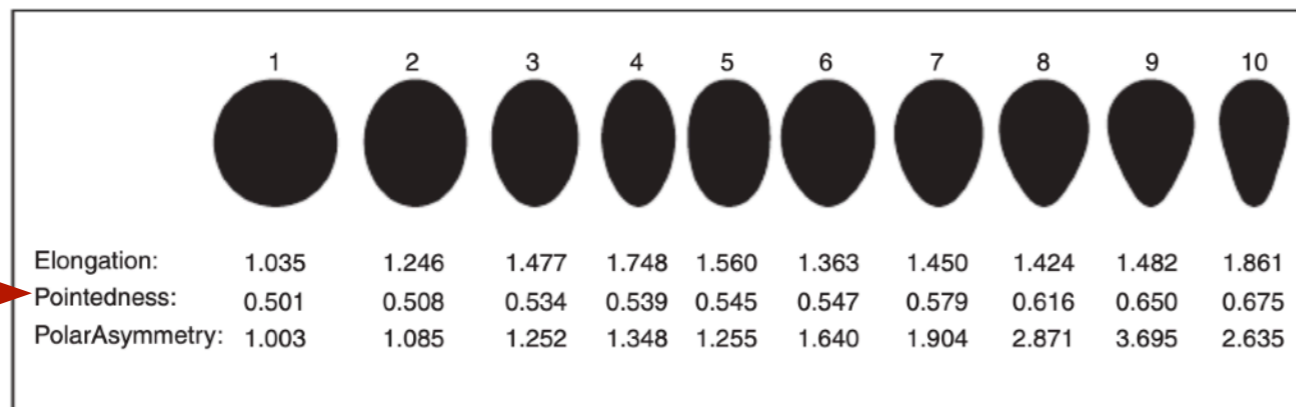 1 2 3 4 5 6 7 8 9 10
Elongation: 1.035 1.246 1.477 1.748 1.560 1.363 1.450 1.424 1.482 1.861
Pointedness: 0.501 0.508 0.534 0.539 0.545 0.547 0.579 0.616 0.650 0.675
PolarAsymmetry: 1.003 1.085 1.252 1.348 1.255 1.640 1.904 2.871 3.695 2.635